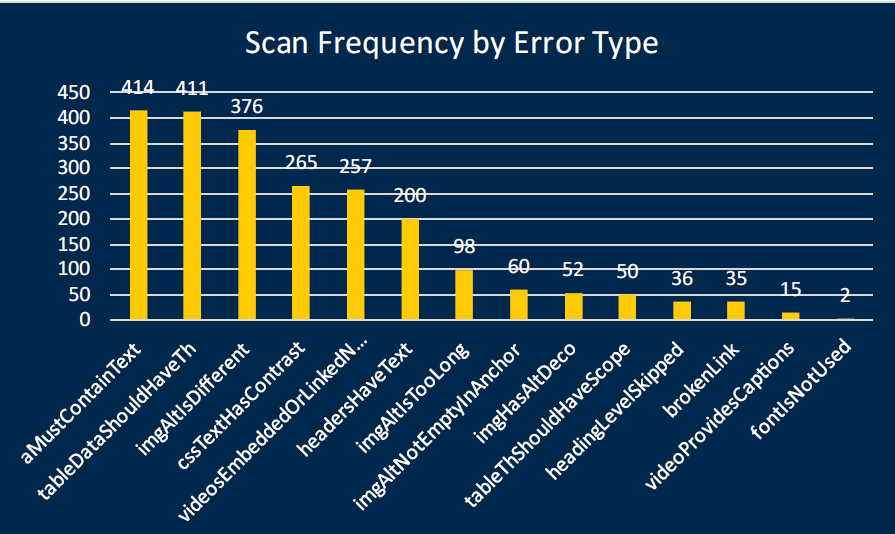 Scan Frequency by Error Type
450
400
350
300
250
200
150
100
50
0
414
411
376
265
257
200
98
60
52
50
36
35
15
2
aMustContainText
tableDataShouldHaveTh
imgAltIsDifferent
cssTextHasContrast
videosEmbeddedOrLinkedN...
headersHaveText
imgAltIsTooLong
imgAltNotEmptyInAnchor
imgHasAltDeco
tableThShouldHaveScope
headingLevelSkipped
brokenLink
videoProvidesCaptions
fontIsNotUsed